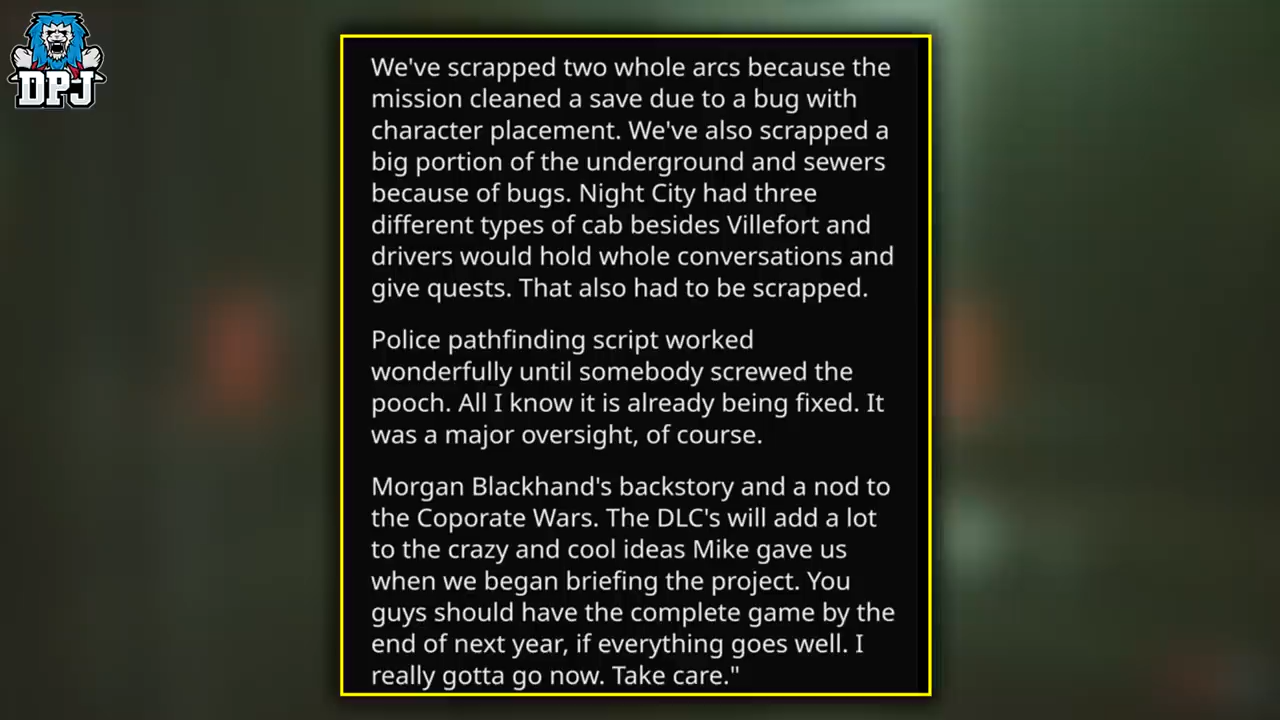 DPJ
We've scrapped two whole arcs because the
mission cleaned a save due to a bug with
character placement. We've also scrapped a
big portion of the underground and sewers
because of bugs. Night City had three
different types of cab besides Villefort and
drivers would hold whole conversations and
give quests. That also had to be scrapped.
Police pathfinding script worked
wonderfully until somebody screwed the
pooch. All I know it is already being fixed. It
was a major oversight, of course.
Morgan Blackhand's backstory and a nod to
the Coporate Wars. The DLC's will add a lot
to the crazy and cool ideas Mike gave us
when we began briefing the project. You
guys should have the complete game by the
end of next year, if everything goes well. I
really gotta go now. Take care."